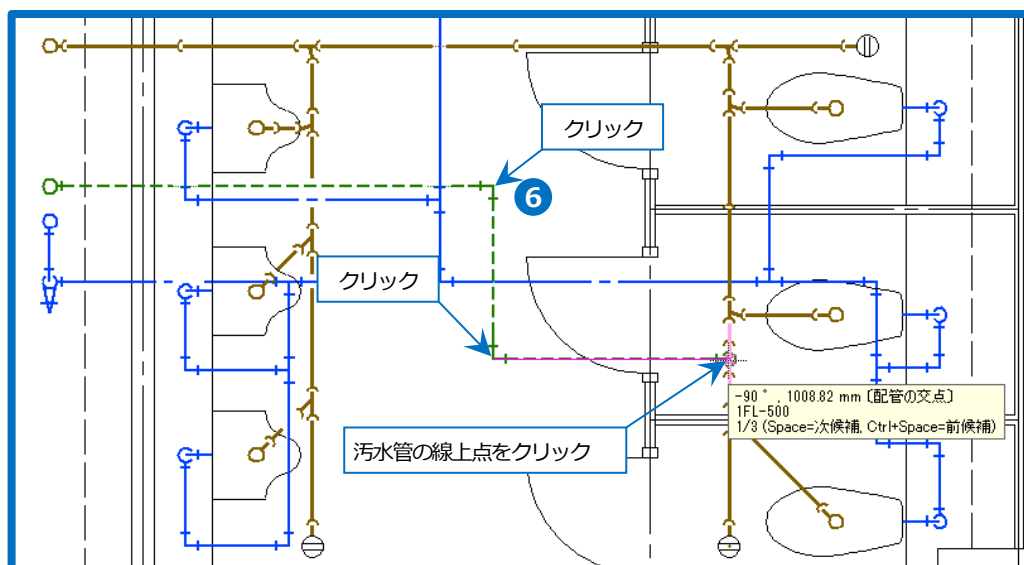 クリック
6
クリック
-90 ﾟ , 1008.82 mm [配管の交点]
1FL-500
1/3 (Space=次候補, Ctrl+Space=前候補)
汚水管の線上点をクリック